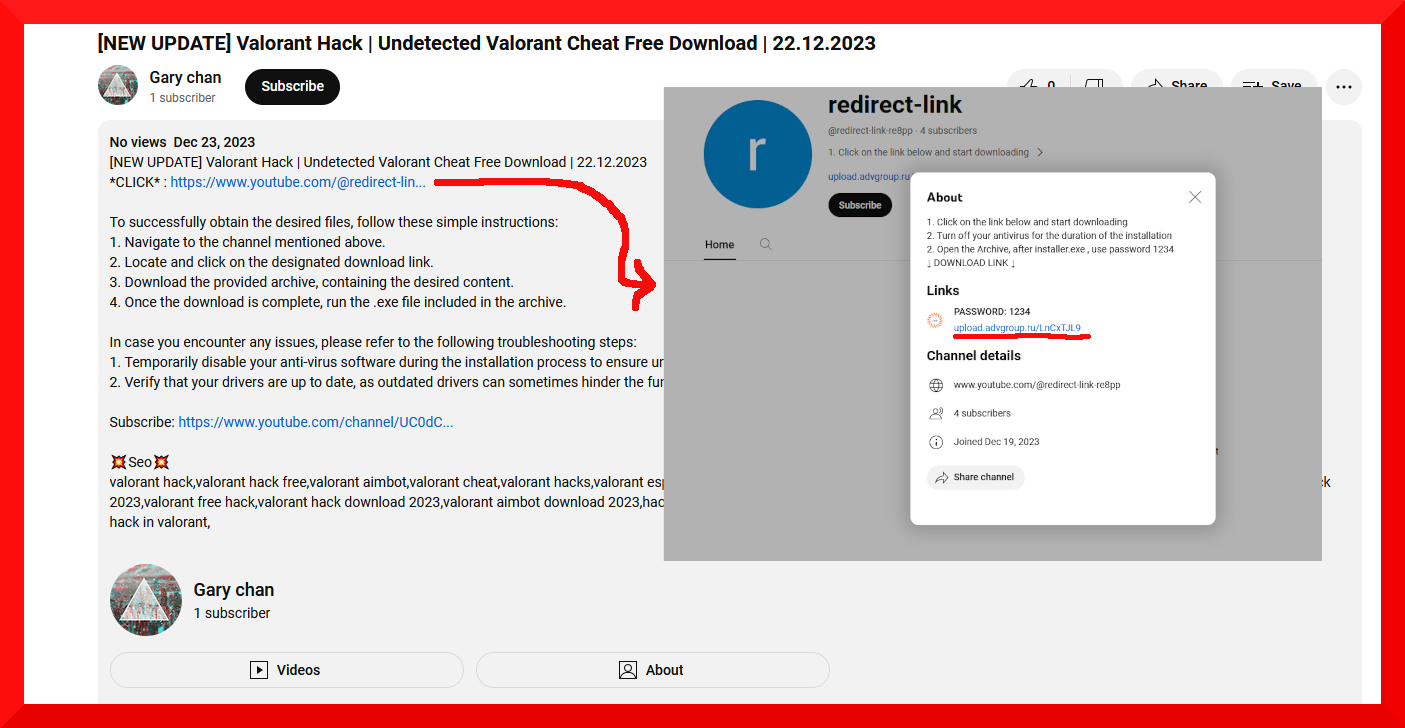 [NEW UPDATE] Valorant Hack | Undetected Valorant Cheat Free Download | 22.12.2023
Gary chan
1 subscriber
Subscribe
0
Share
Save
No views Dec 23, 2023
[NEW UPDATE] Valorant Hack | Undetected Valorant Cheat Free Download | 22.12.2023
*CLICK* : https://www.youtube.com/@redirect-lin...
To successfully obtain the desired files, follow these simple instructions:
1. Navigate to the channel mentioned above.
2. Locate and click on the designated download link.
3. Download the provided archive, containing the desired content.
4. Once the download is complete, run the .exe file included in the archive.
In case you encounter any issues, please refer to the following troubleshooting steps:
1. Temporarily disable your anti-virus software during the installation process to ensure
2. Verify that your drivers are up to date, as outdated drivers can sometimes hinder the
Subscribe: https://www.youtube.com/channel/UC0dC...
💥Seo💥
valorant hack,valorant hack free,valorant aimbot,valorant cheat,valorant hacks,valorant
2023,valorant free hack,valorant hack download 2023,valorant aimbot download 2023,
hack in valorant,
Gary chan
1 subscriber
Videos
About
r
redirect-link
@redirect-link-re8pp · 4 subscribers
1. Click on the link below and start downloading
upload.advgroup.ru
Subscribe
Home
About
1. Click on the link below and start downloading
2. Turn off your antivirus for the duration of the installation
2. Open the Archive, after installer.exe , use password 1234
↓ DOWNLOAD LINK ↓
Links
PASSWORD: 1234
upload.advgroup.ru/LnCxTJL9
Channel details
www.youtube.com/@redirect-link-re8pp
4 subscribers
Joined Dec 19, 2023
Share channel